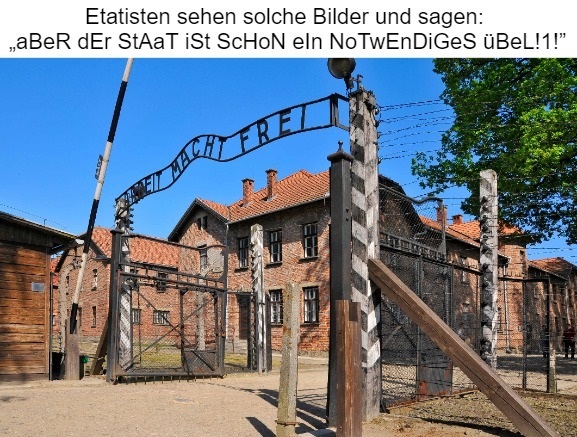 Etatisten sehen solche Bilder und sagen:
„aBeR dEr StAaT iSt ScHoN eIn NoTwEnDiGeS üBeL!1!”
ARBEIT MACHT FREI